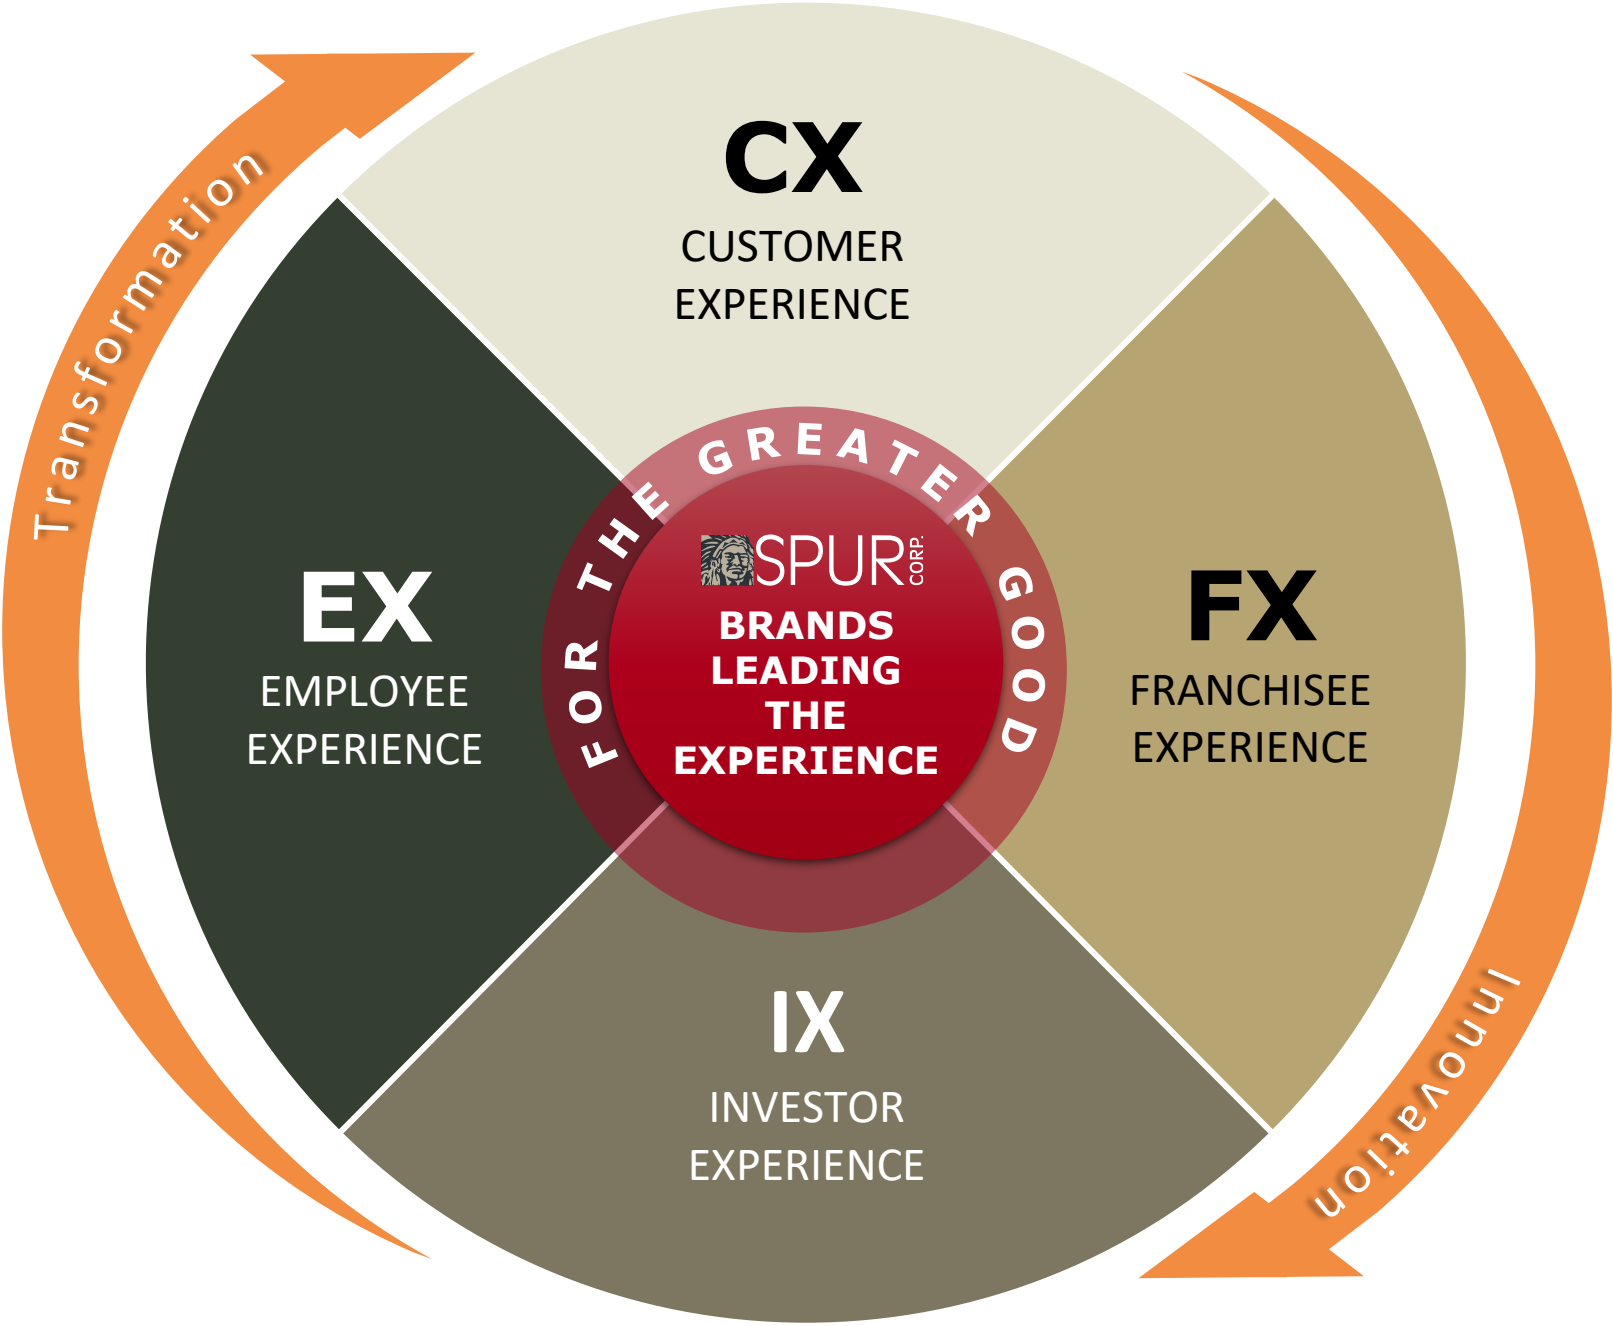 Transformation
CX
CUSTOMER
EXPERIENCE
FOR THE GREATER GOOD
SPUR CORP.
BRANDS
LEADING
THE
EXPERIENCE
EX
EMPLOYEE
EXPERIENCE
FX
FRANCHISEE
EXPERIENCE
IX
INVESTOR
EXPERIENCE
Innovation